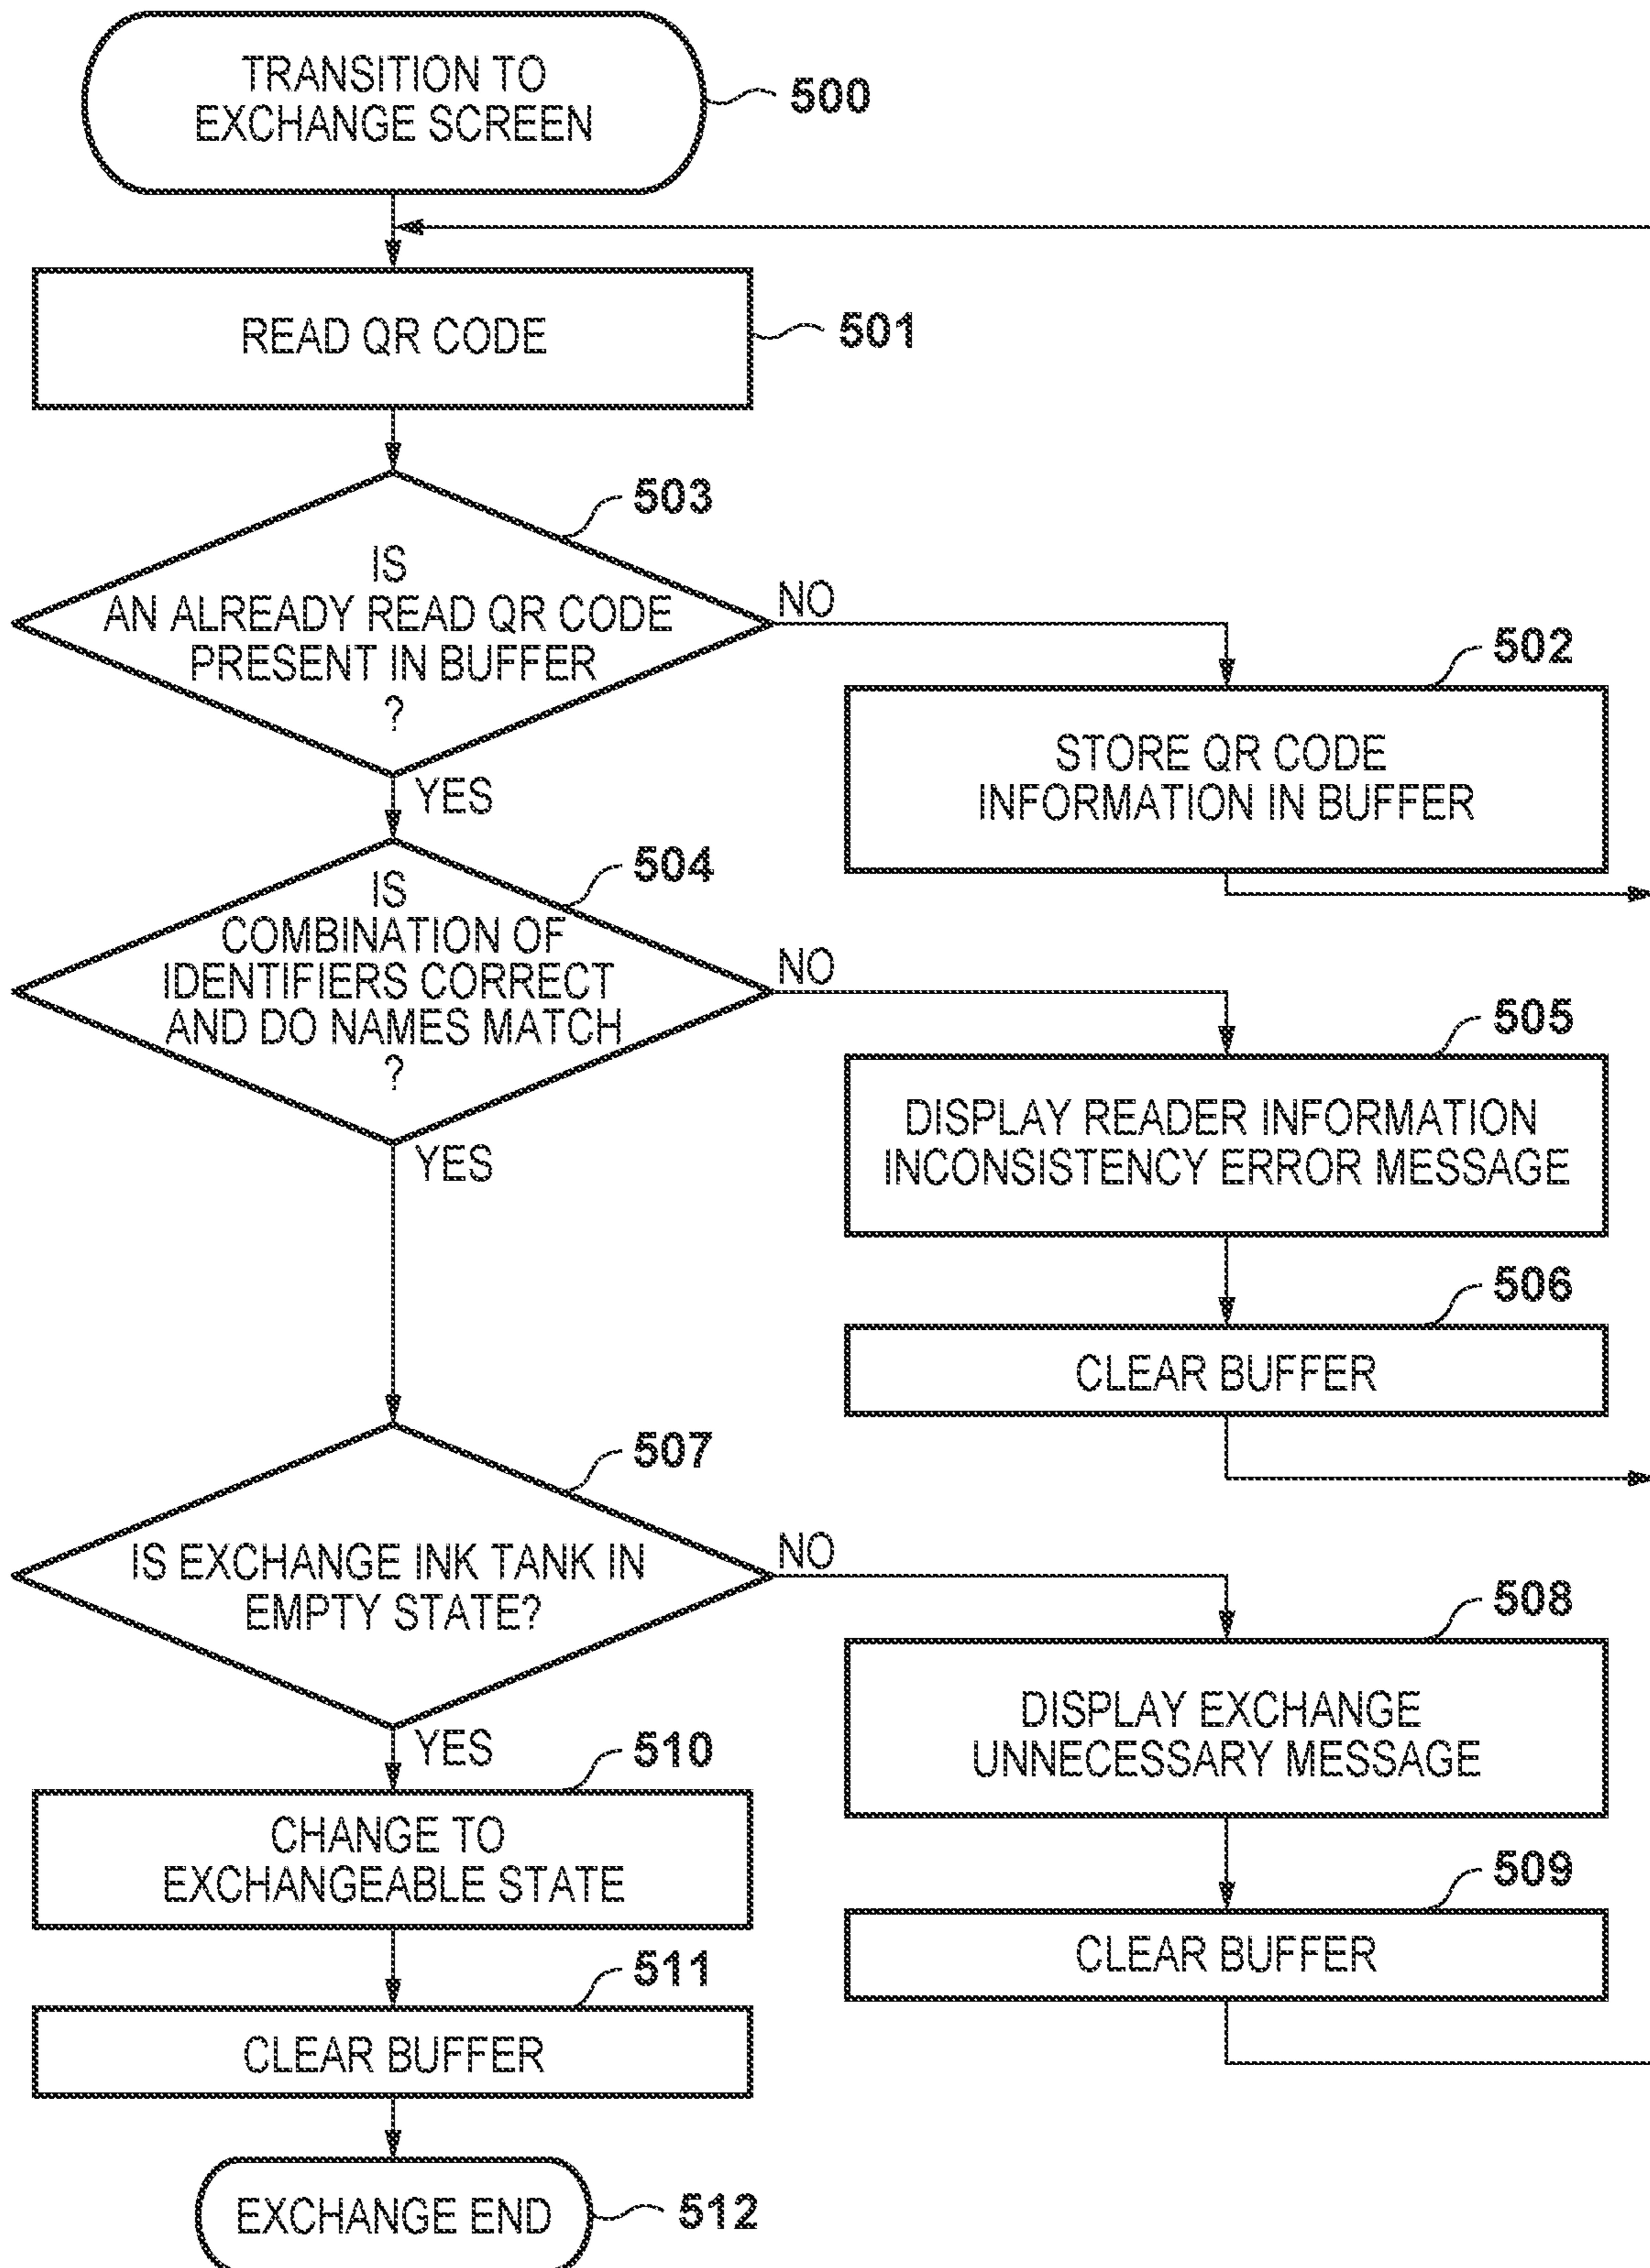 TRANSITION TO
EXCHANGE SCREEN
500
READ QR CODE
501
503
IS
AN ALREADY READ QR CODE
PRESENT IN BUFFER
?
NO
YES
502
STORE QR CODE
INFORMATION IN BUFFER
504
IS
COMBINATION OF
IDENTIFIERS CORRECT
AND DO NAMES MATCH
?
NO
YES
505
DISPLAY READER INFORMATION
INCONSISTENCY ERROR MESSAGE
506
CLEAR BUFFER
507
IS EXCHANGE INK TANK IN
EMPTY STATE?
NO
YES
508
DISPLAY EXCHANGE
UNNECESSARY MESSAGE
509
CLEAR BUFFER
510
CHANGE TO
EXCHANGEABLE STATE
511
CLEAR BUFFER
EXCHANGE END
512